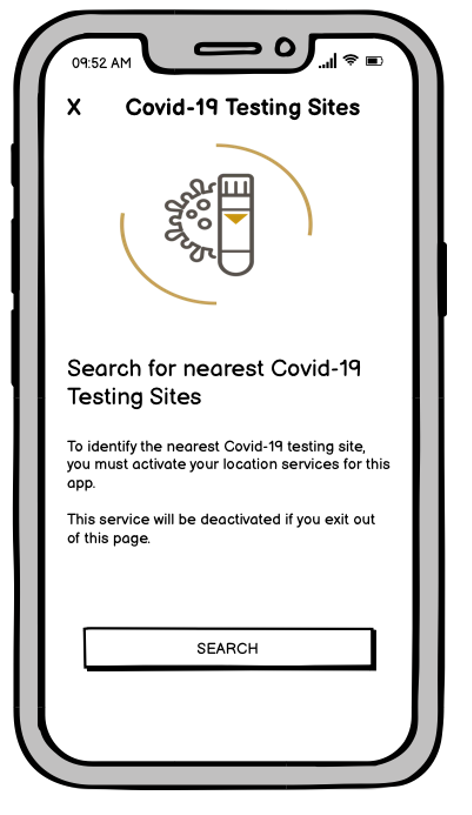 09:52 AM
X Covid-19 Testing Sites
Search for nearest Covid-19
Testing Sites
To identify the nearest Covid-19 testing site,
you must activate your location services for this
app.
This service will be deactivated if you exit out
of this page.
SEARCH